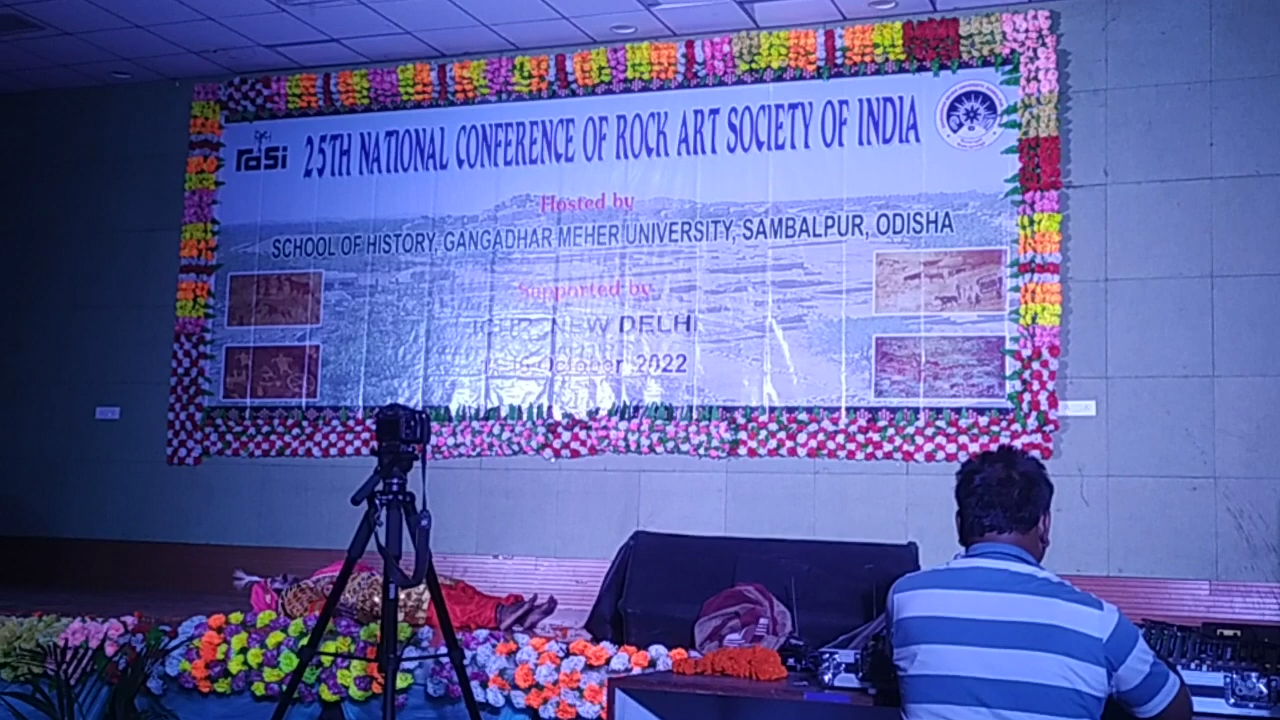 rasi
25TH NATIONAL CONFERENCE OF ROCK ART SOCIETY OF INDIA
Hosted by
SCHOOL OF HISTORY, GANGADHAR MEHER UNIVERSITY, SAMBALPUR, ODISHA
Supported by
NEW DELHI
October, 2022